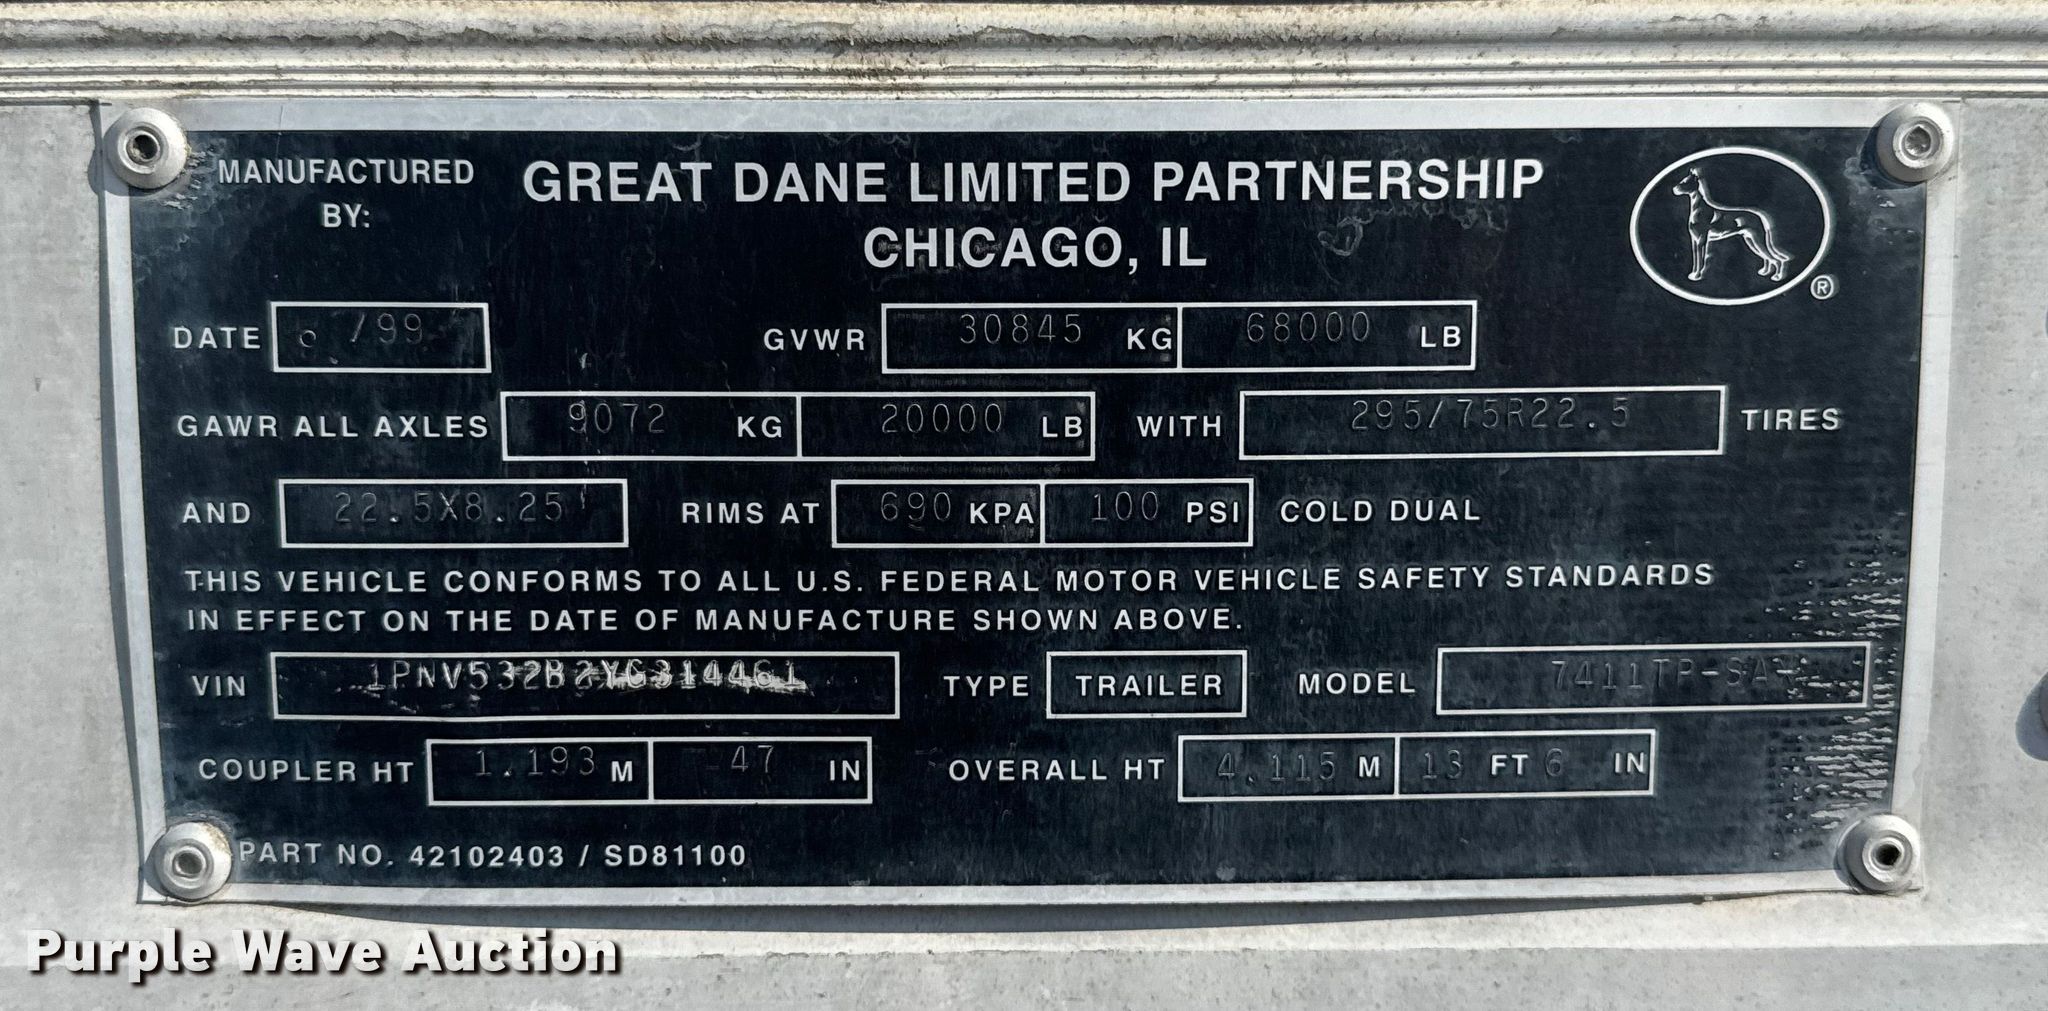 MANUFACTURED BY:
GREAT DANE LIMITED PARTNERSHIP
CHICAGO, IL
®
DATE /99 GVWR 30845 KG 68000 LB
GAWR ALL AXLES 9072 KG 20000 LB WITH 295/75R22.5 TIRES
AND 22.5X8.25 RIMS AT 690 KPA 100 PSI COLD DUAL
THIS VEHICLE CONFORMS TO ALL U.S. FEDERAL MOTOR VEHICLE SAFETY STANDARDS
IN EFFECT ON THE DATE OF MANUFACTURE SHOWN ABOVE.
VIN 1PNV532B2YG314461 TYPE TRAILER MODEL
COUPLER HT 1.193 M 47 IN OVERALL HT 4.115 M 13 FT 6 IN
PART NO. 42102403 / SD81100
Purple Wave Auction